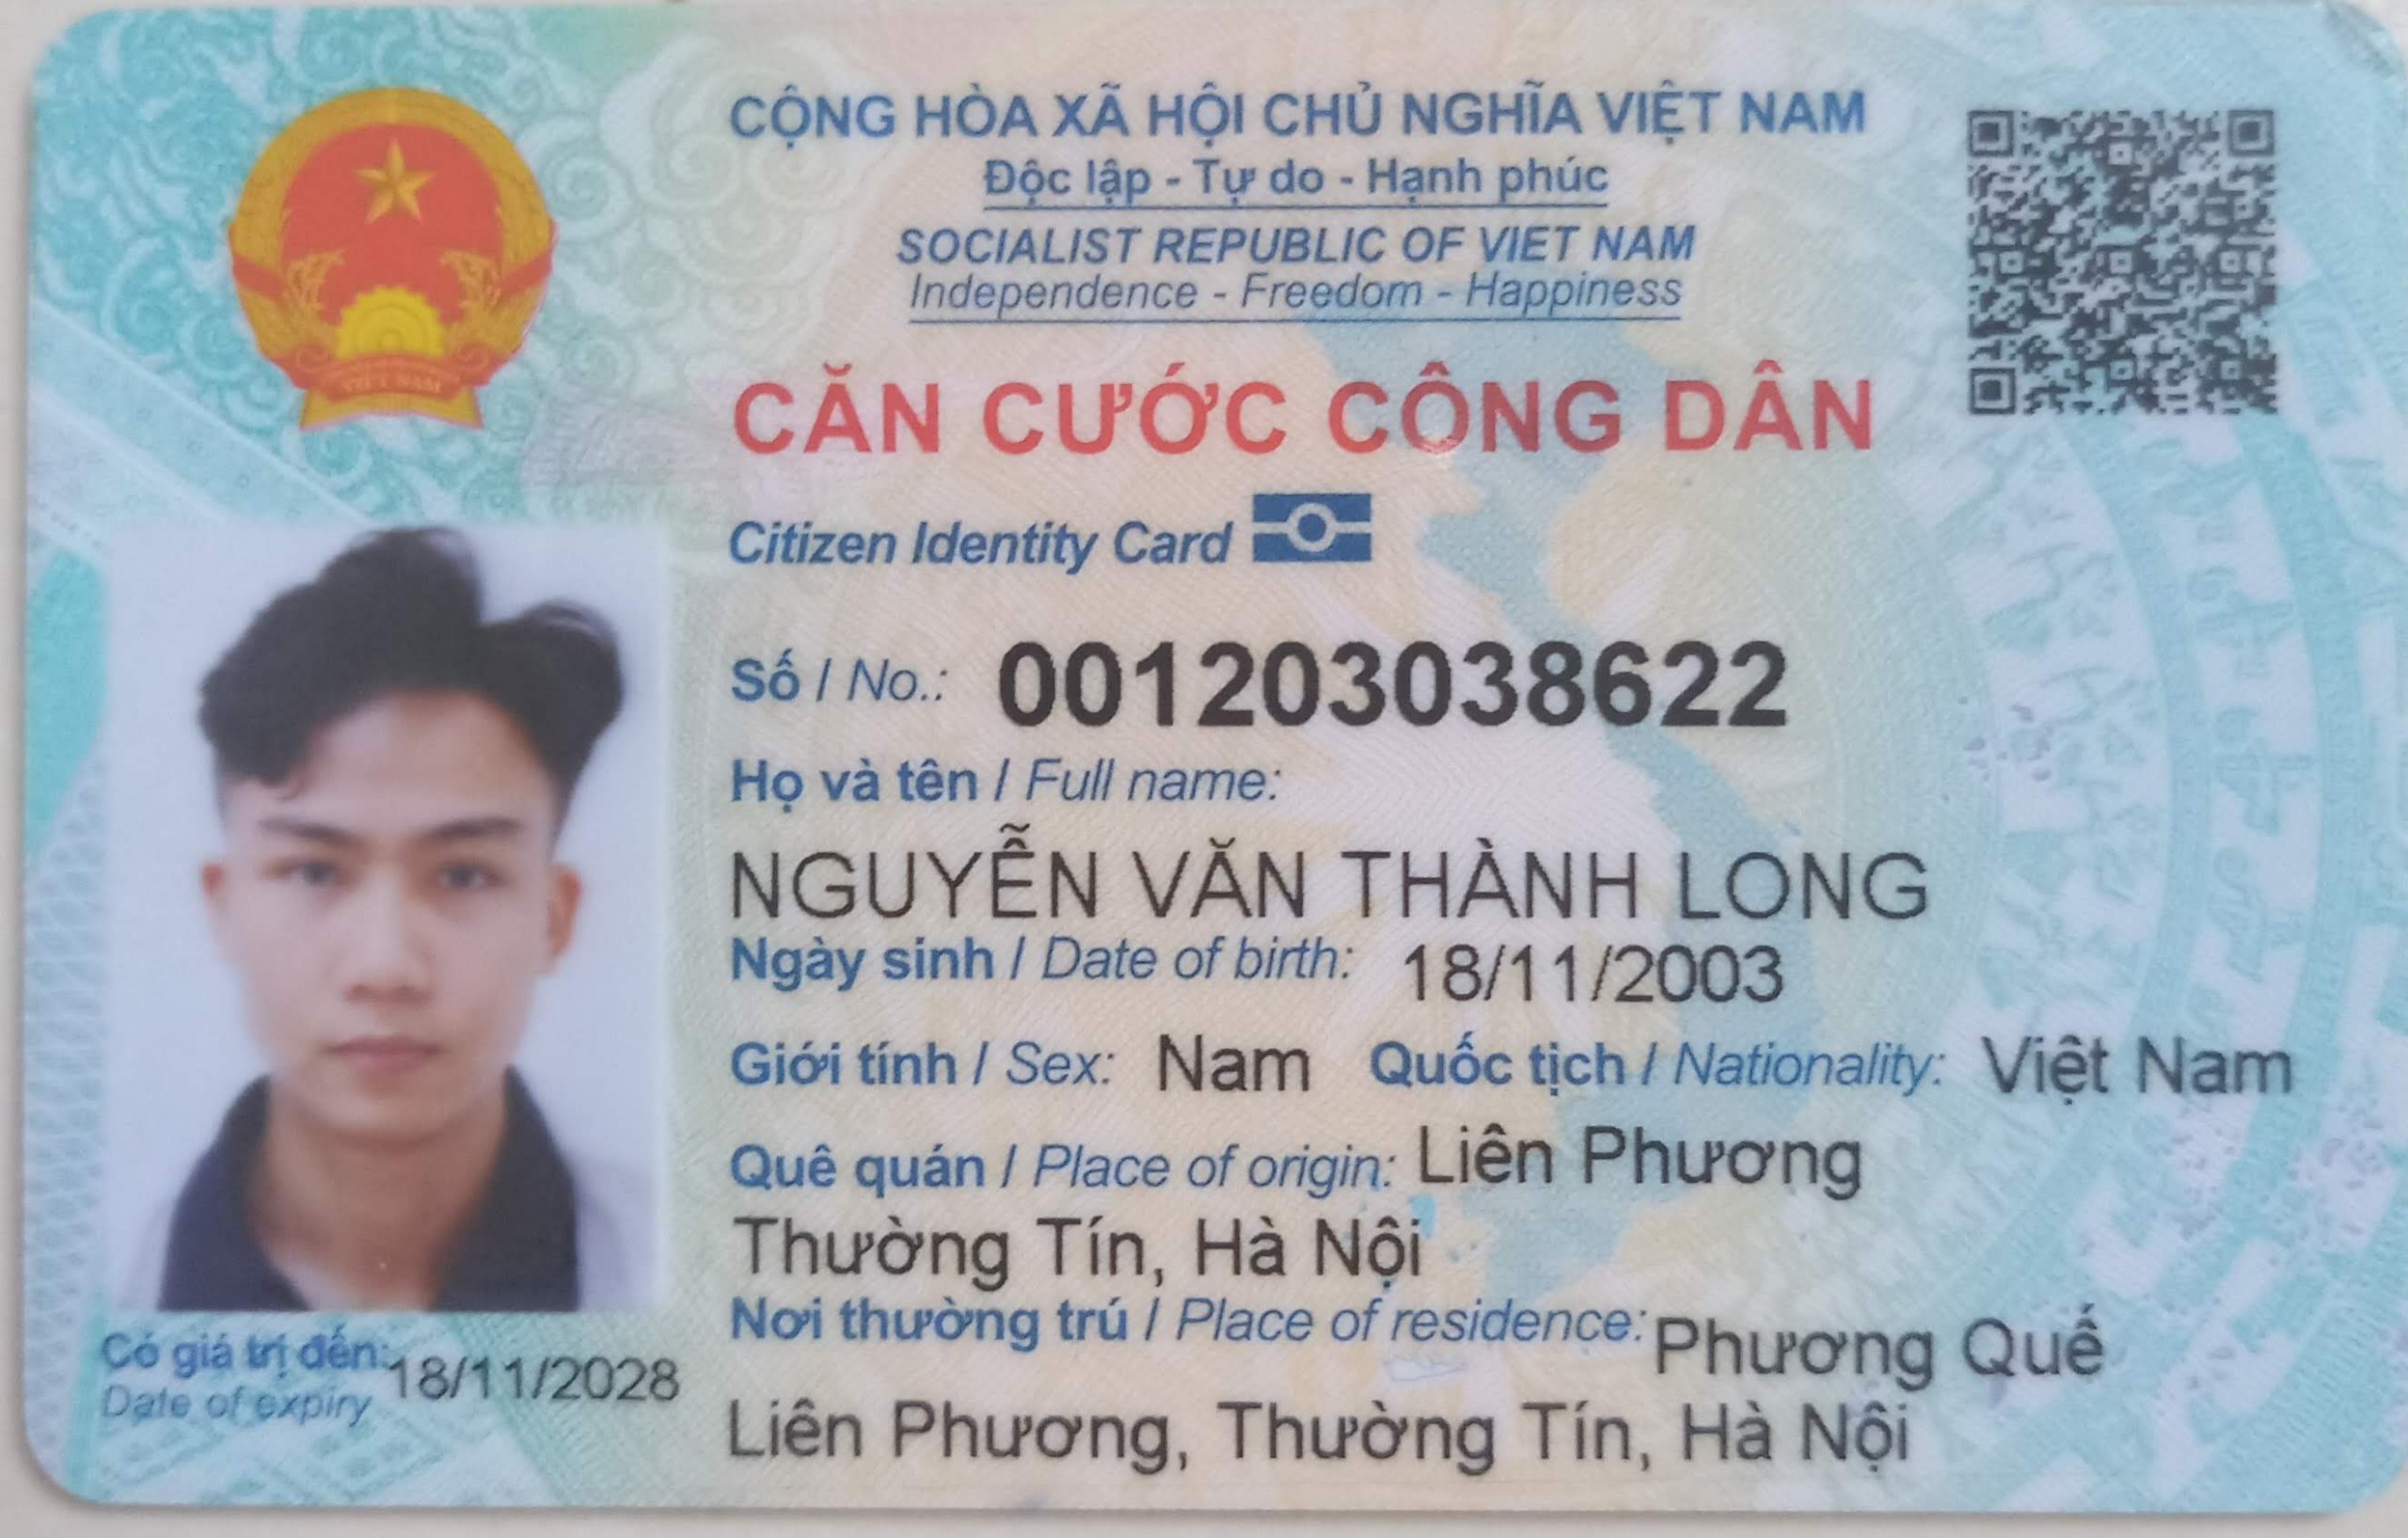 CỘNG HÒA XÃ HỘI CHỦ NGHĨA VIỆT NAM
Độc lập - Tự do - Hạnh phúc
SOCIALIST REPUBLIC OF VIET NAM
Independence - Freedom - Happiness
VIỆT NAM
CĂN CƯỚC CÔNG DÂN
Citizen Identity Card
Số / No.: 001203038622
Họ và tên / Full name:
NGUYỄN VĂN THÀNH LONG
Ngày sinh / Date of birth: 18/11/2003
Giới tính / Sex: Nam Quốc tịch / Nationality: Việt Nam
Quê quán / Place of origin: Liên Phương
Thường Tín, Hà Nội
Nơi thường trú / Place of residence: Phương Quế
Liên Phương, Thường Tín, Hà Nội
Có giá trị đến: 18/11/2028
Date of expiry